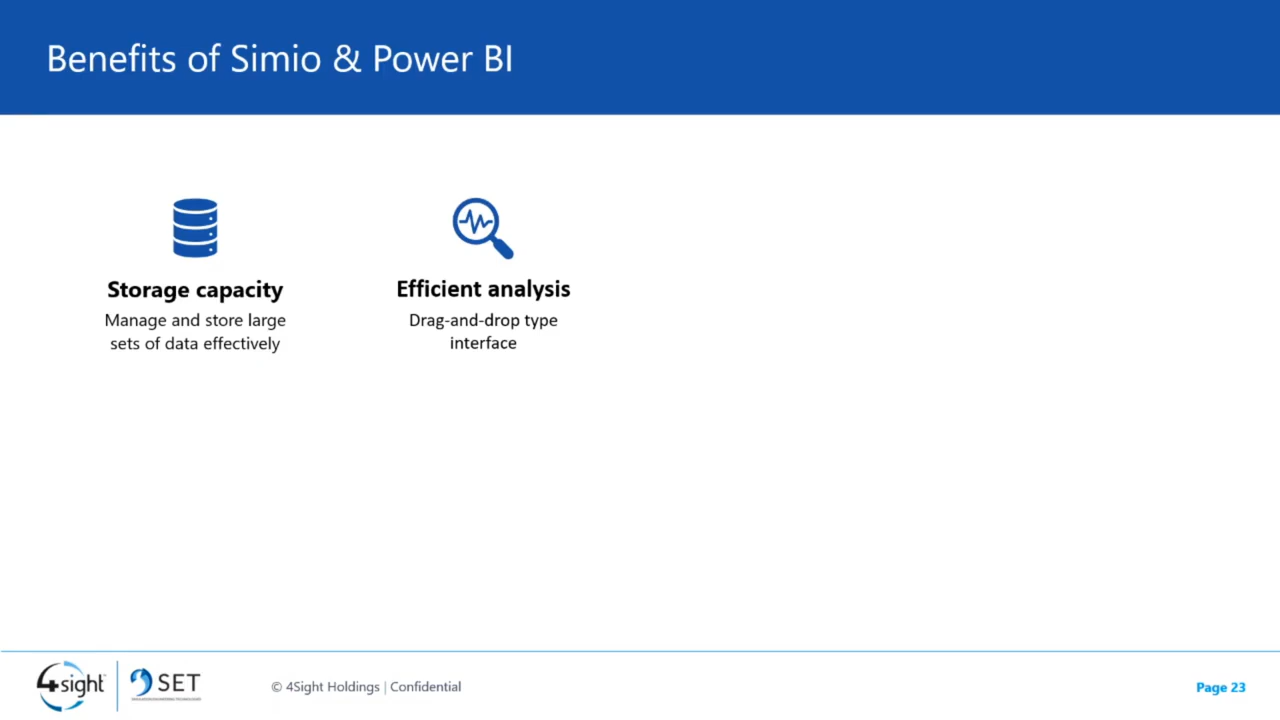 Benefits of Simio & Power BI
Storage capacity
Manage and store large
sets of data effectively
Efficient analysis
Drag-and-drop type
interface
4sight
SET
© 4Sight Holdings | Confidential
Page 23